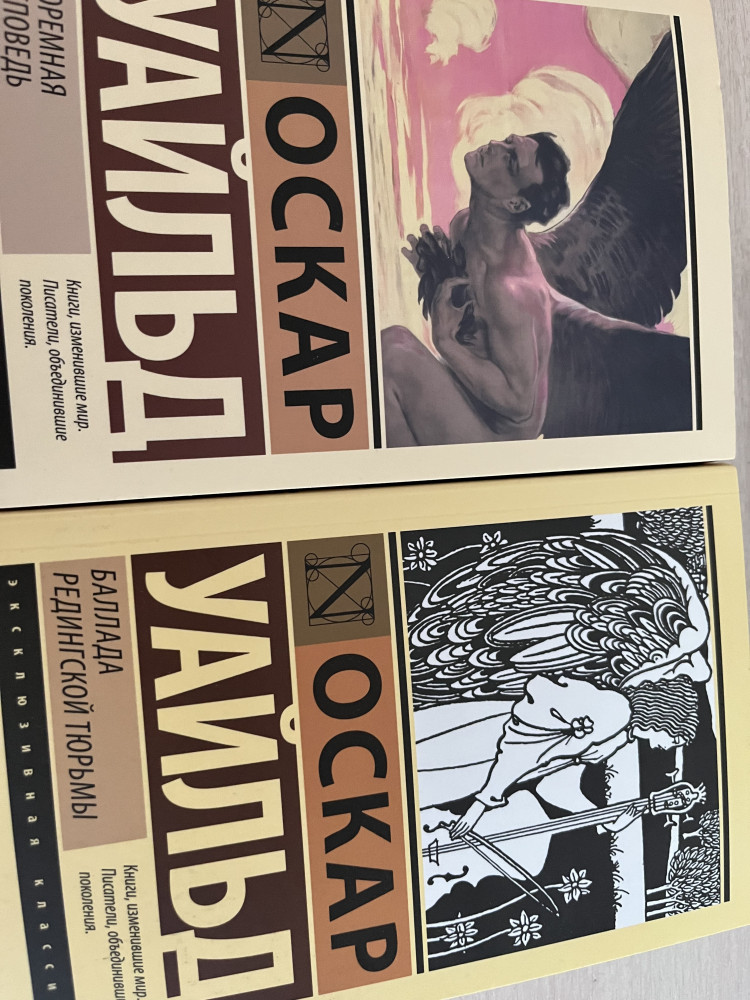 N
ОСКАР
УАЙЛЬД
ОРЕМНАЯ
ПОВЕДЬ
Книги, изменившие мир.
Писатели, объединившие
поколения.
N
ОСКАР
УАЙЛЬД
БАЛЛАДА
РЕДИНГСКОЙ ТЮРЬМЫ
Книги, изменившие мир.
Писатели, объединивши
поколения.
эксклюзивная класси